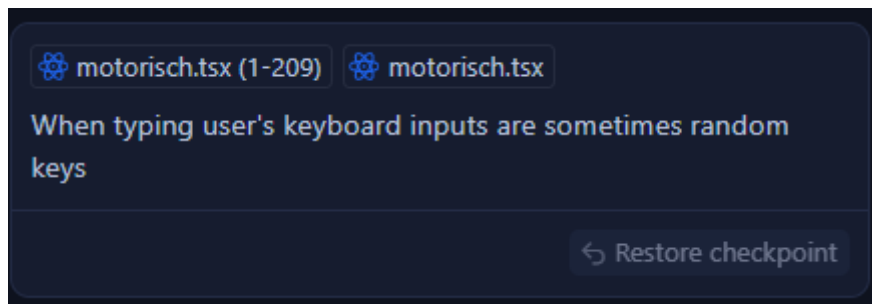 motorisch.tsx (1-209) motorisch.tsx
When typing user's keyboard inputs are sometimes random
keys
Restore checkpoint